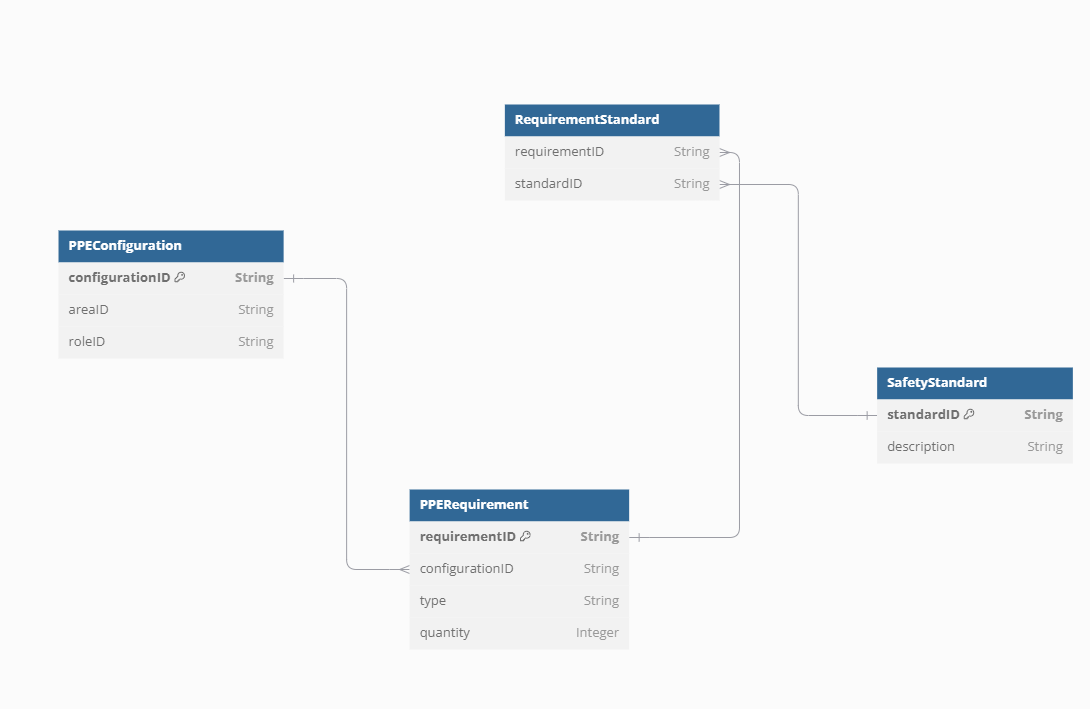 RequirementStandard
requirementID String
standardID String
PPEConfiguration
configurationID String
areaID String
roleID String
SafetyStandard
standardID String
description String
PPERequirement
requirementID String
configurationID String
type String
quantity Integer